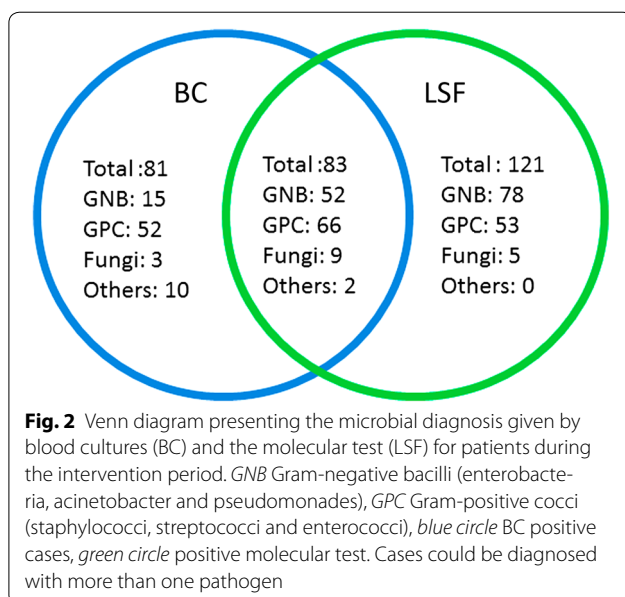 BC
LSF
Total :81
GNB: 15
GPC: 52
Fungi: 3
Others: 10
Total :83
GNB: 52
GPC: 66
Fungi: 9
Others: 2
Total : 121
GNB: 78
GPC: 53
Fungi: 5
Others: 0
Fig. 2 Venn diagram presenting the microbial diagnosis given by
blood cultures (BC) and the molecular test (LSF) for patients during
the intervention period. GNB Gram-negative bacilli (enterobacte-
ria, acinetobacter and pseudomonades), GPC Gram-positive cocci
(staphylococci, streptococci and enterococci), blue circle BC positive
cases, green circle positive molecular test. Cases could be diagnosed
with more than one pathogen